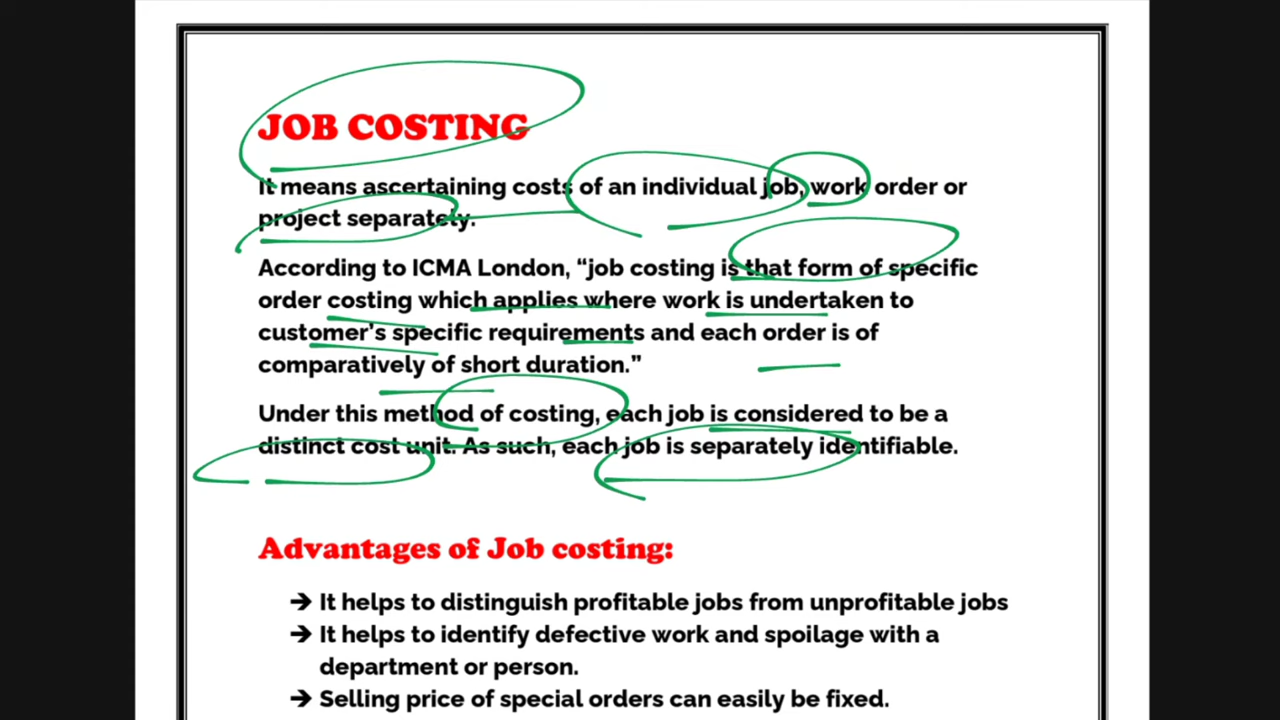 JOB COSTING
It means ascertaining costs of an individual job, work order or
project separately.
According to ICMA London, “job costing is that form of specific
order costing which applies where work is undertaken to
customer’s specific requirements and each order is of
comparatively of short duration.”
Under this method of costing, each job is considered to be a
distinct cost unit. As such, each job is separately identifiable.
Advantages of Job costing:
➔ It helps to distinguish profitable jobs from unprofitable jobs
➔ It helps to identify defective work and spoilage with a
department or person.
➔ Selling price of special orders can easily be fixed.